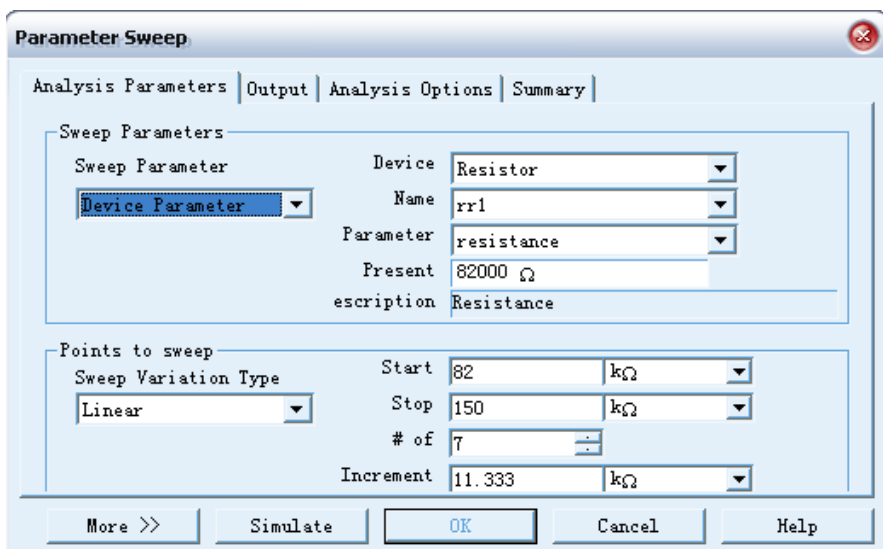 Parameter Sweep
Analysis Parameters Output Analysis Options Summary
Sweep Parameters
Sweep Parameter
Device Parameter
Device Resistor
Name rr1
Parameter resistance
Present 82000 Ω
escription Resistance
Points to sweep
Sweep Variation Type
Linear
Start 82 kΩ
Stop 150 kΩ
# of 7
Increment 11.333 kΩ
More >> Simulate OK Cancel Help